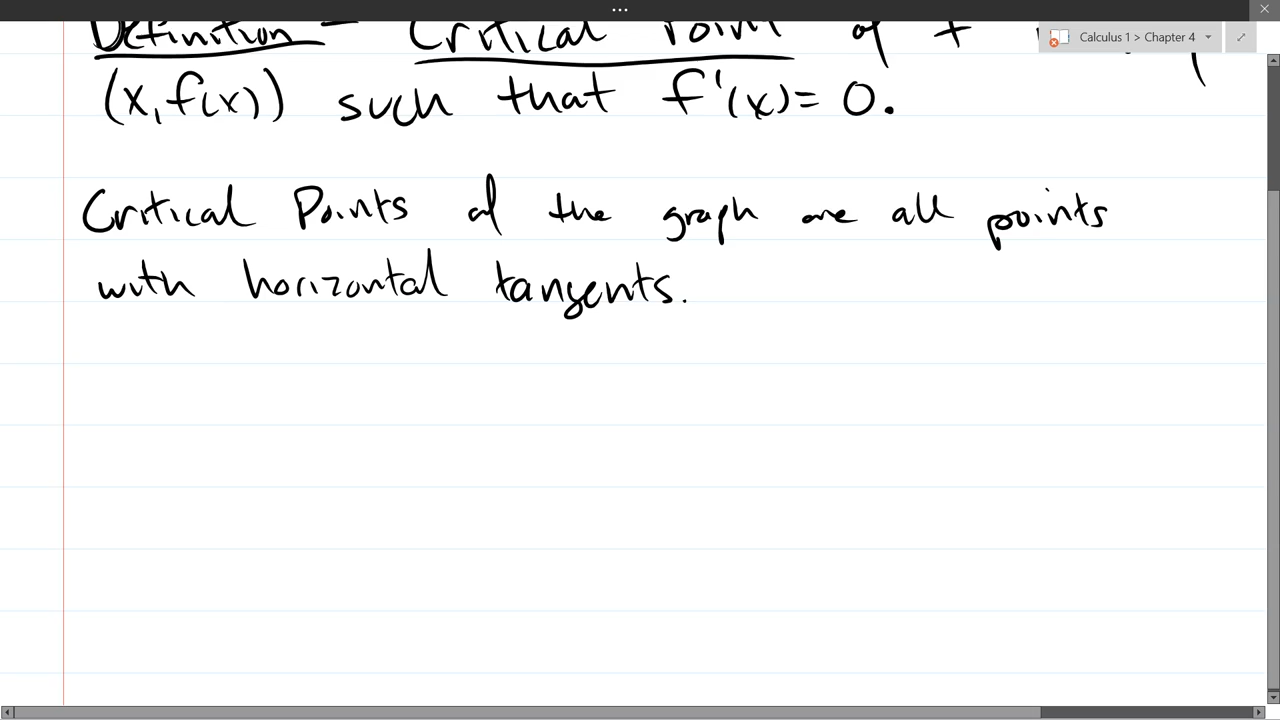 Calculus 1 > Chapter 4
Definition - Critical Point of f
(x, f(x)) such that f'(x) = 0.
Critical Points of the graph are all points
with horizontal tangents.